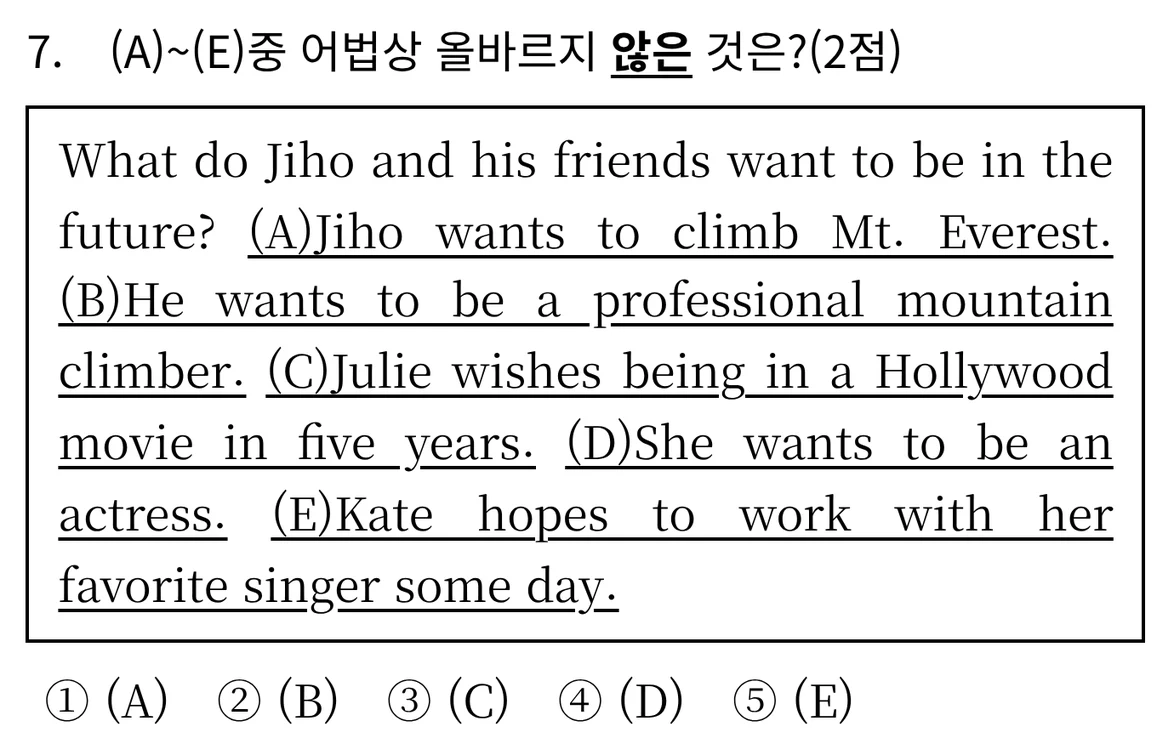 7. (A)~(E)중 어법상 올바르지 않은 것은?(2점)
What do Jiho and his friends want to be in the
future? (A)Jiho wants to climb Mt. Everest.
(B)He wants to be a professional mountain
climber. (C)Julie wishes being in a Hollywood
movie in five years. (D)She wants to be an
actress. (E)Kate hopes to work with her
favorite singer some day.
① (A) ② (B) ③ (C) ④ (D) ⑤ (E)